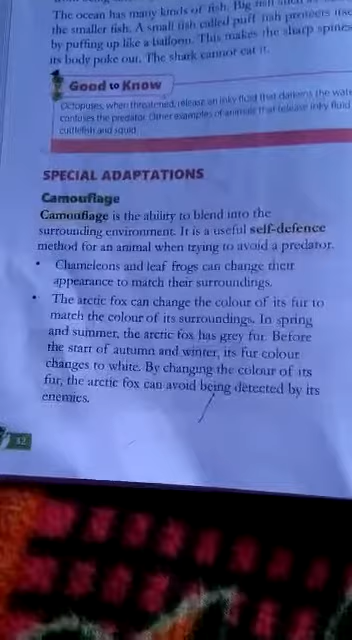 The ocean has many kinds of fish. Big fish such as
the smaller fish. A small fish called puff fish protects itse
by puffing up like a balloon. This makes the sharp spines
its body poke out. The shark cannot eat it.
Good to Know
Octopuses, when threatened, release an inky fluid that darkens the wate
confuses the predator. Other examples of animals that release inky fluid
cuttlefish and squid.
SPECIAL ADAPTATIONS
Camouflage
Camouflage is the ability to blend into the
surrounding environment. It is a useful self-defence
method for an animal when trying to avoid a predator.
• Chameleons and leaf frogs can change their
appearance to match their surroundings.
• The arctic fox can change the colour of its fur to
match the colour of its surroundings. In spring
and summer, the arctic fox has grey fur. Before
the start of autumn and winter, its fur colour
changes to white. By changing the colour of its
fur, the arctic fox can avoid being detected by its
enemies.
32